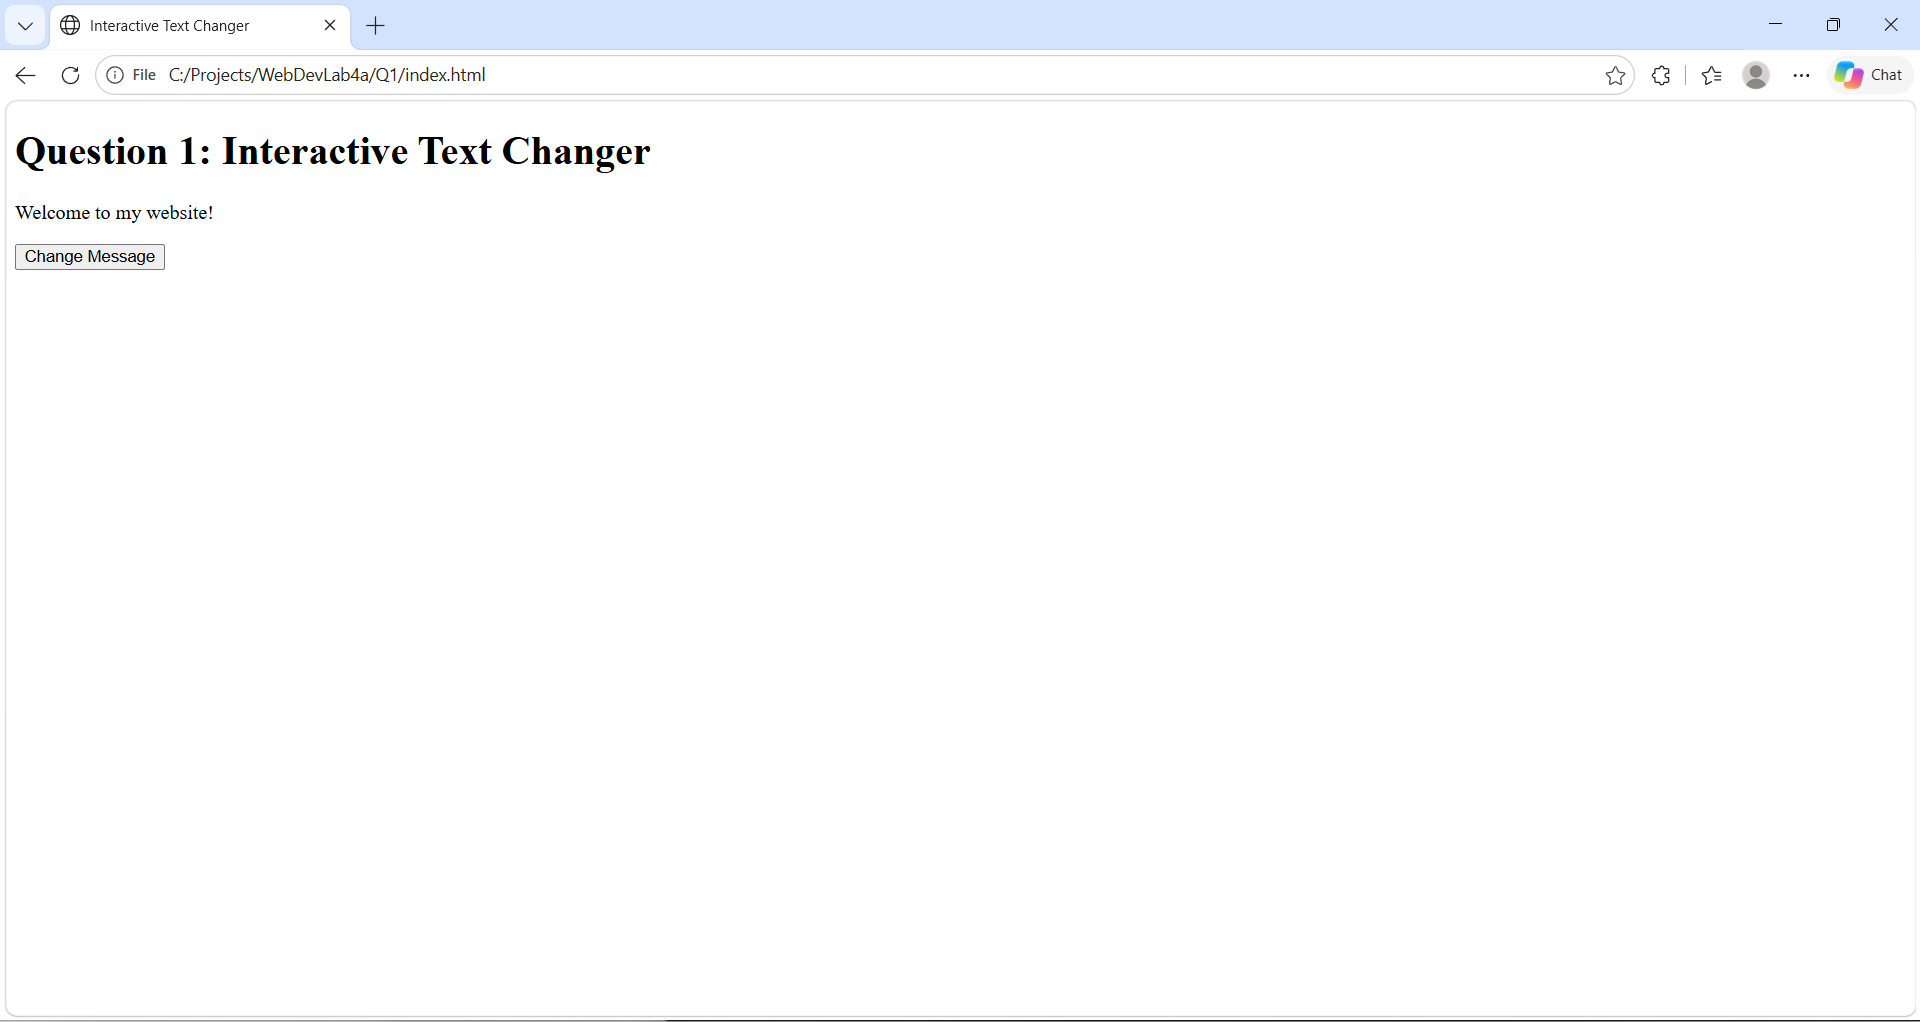 Interactive Text Changer
File C:/Projects/WebDevLab4a/Q1/index.html
Chat
Question 1: Interactive Text Changer
Welcome to my website!
Change Message